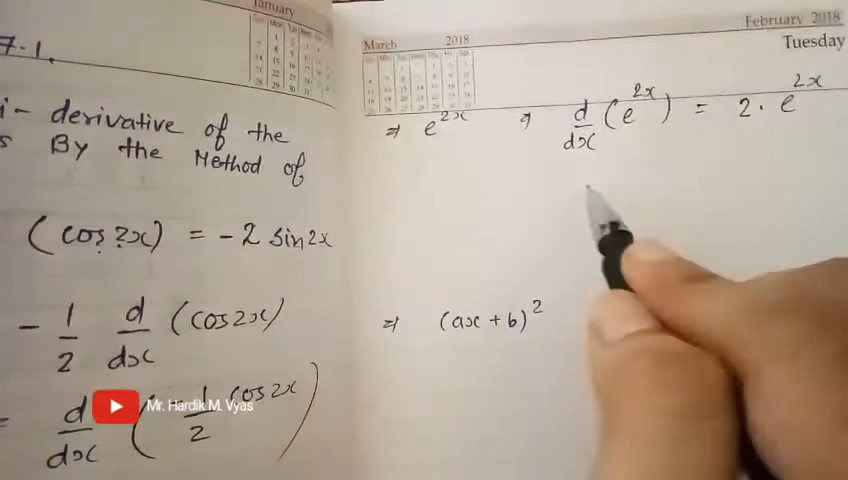 January
7.1.
i- derivative of the
s By the Method of
(cos 2x) = -2 sin 2x
- 1/2 d/dx (cos 2x)
= d/dx (- 1/2 cos 2x)
Mr. Hardik M. Vyas
March 2018
February 2018
Tuesday
⇒ e^2x ⇒ d/dx (e^2x) = 2 · e^2x
⇒ (ax + b)^2